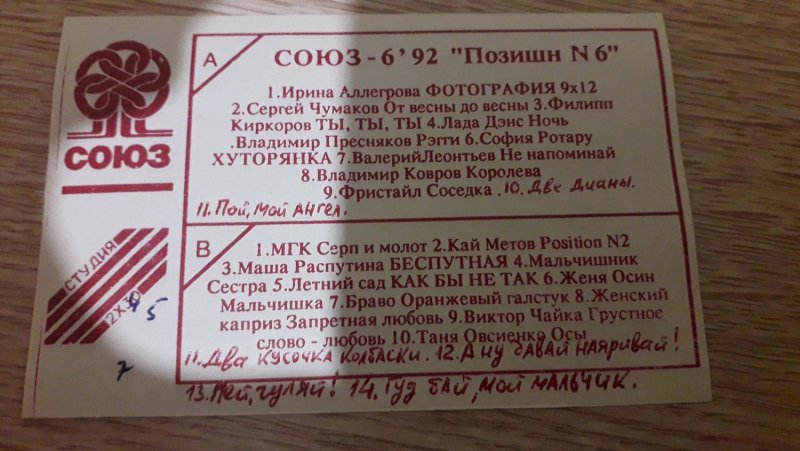 СОЮЗ
СТУДИЯ
2X30
45
7
A
СОЮЗ-6'92 "Позишн N 6"
1.Ирина Аллегрова ФОТОГРАФИЯ 9x12
2.Сергей Чумаков От весны до весны 3.Филипп
Киркоров ТЫ, ТЫ, ТЫ 4.Лада Дэнс Ночь
.Владимир Пресняков Рэгги 6.София Ротару
ХУТОРЯНКА 7.ВалерийЛеонтьев Не напоминай
8.Владимир Ковров Королева
9.Фристайл Соседка .10. Две Дианы.
11. Пой, мой ангел.
B
1.МГК Серп и молот 2.Кай Метов Position N2
3.Маша Распутина БЕСПУТНАЯ 4.Мальчишник
Сестра 5.Летний сад КАК БЫ НЕ ТАК 6.Женя Осин
Мальчишка 7.Браво Оранжевый галстук 8.Женский
каприз Запретная любовь 9.Виктор Чайка Грустное
слово - любовь 10.Таня Овсиенко Осы
11. Два кусочка колбаски. 12. А ну давай наяривай!
13. Пей, гуляй! 14. Гуд бай, мой мальчик.